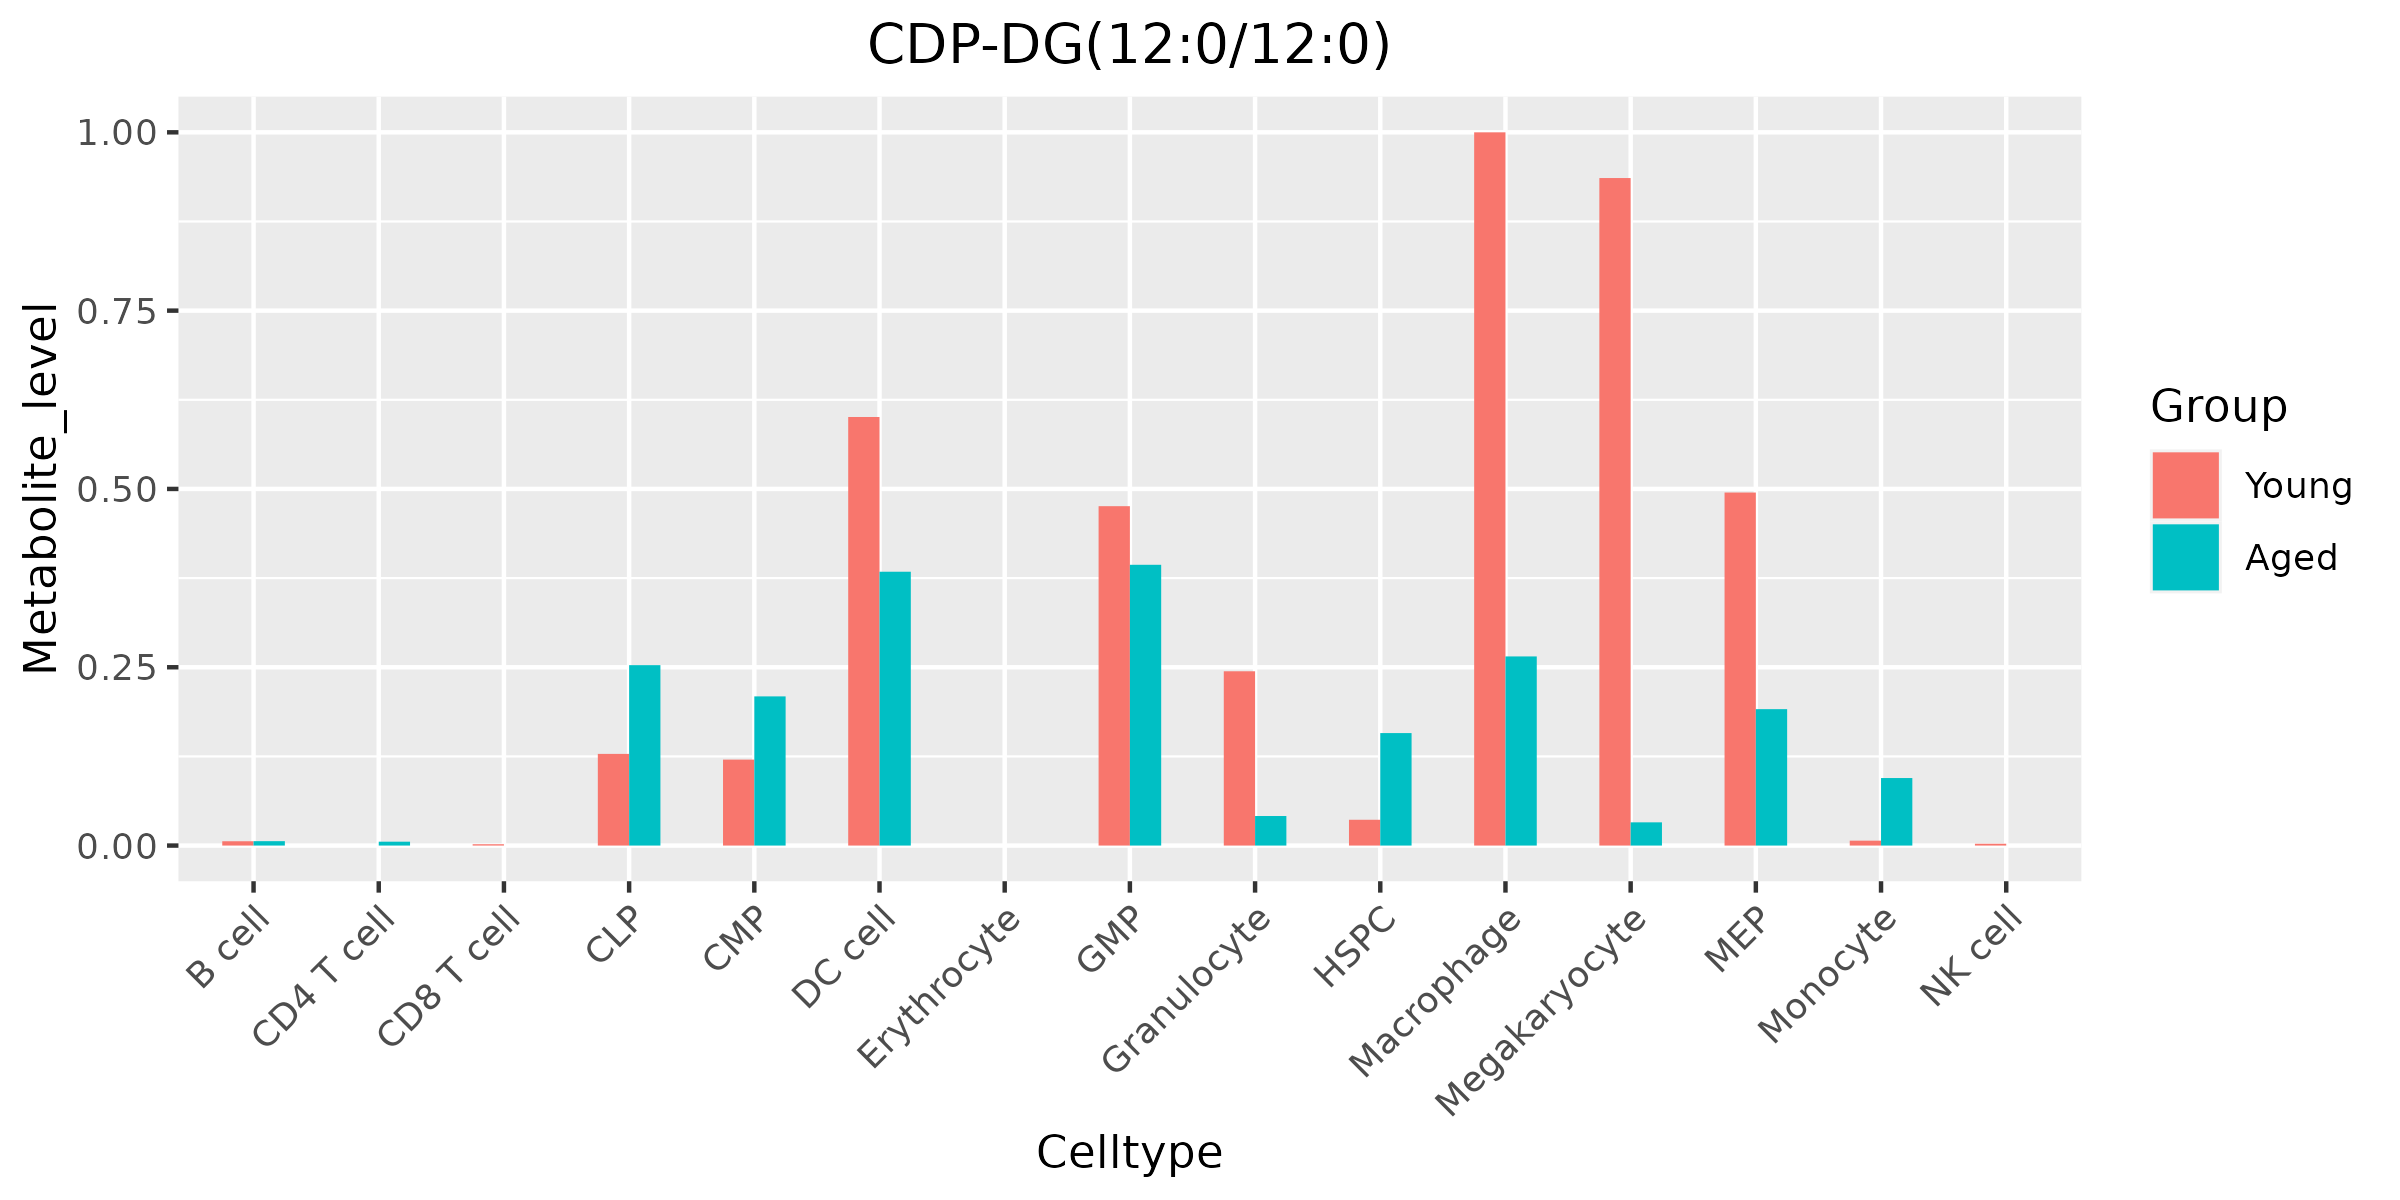 CDP-DG(12:0/12:0)
Metabolite_level
1.00
0.75
0.50
0.25
0.00
B cell
CD4 T cell
CD8 T cell
CLP
CMP
DC cell
Erythrocyte
GMP
Granulocyte
HSPC
Macrophage
Megakaryocyte
MEP
Monocyte
NK cell
Celltype
Group
Young
Aged